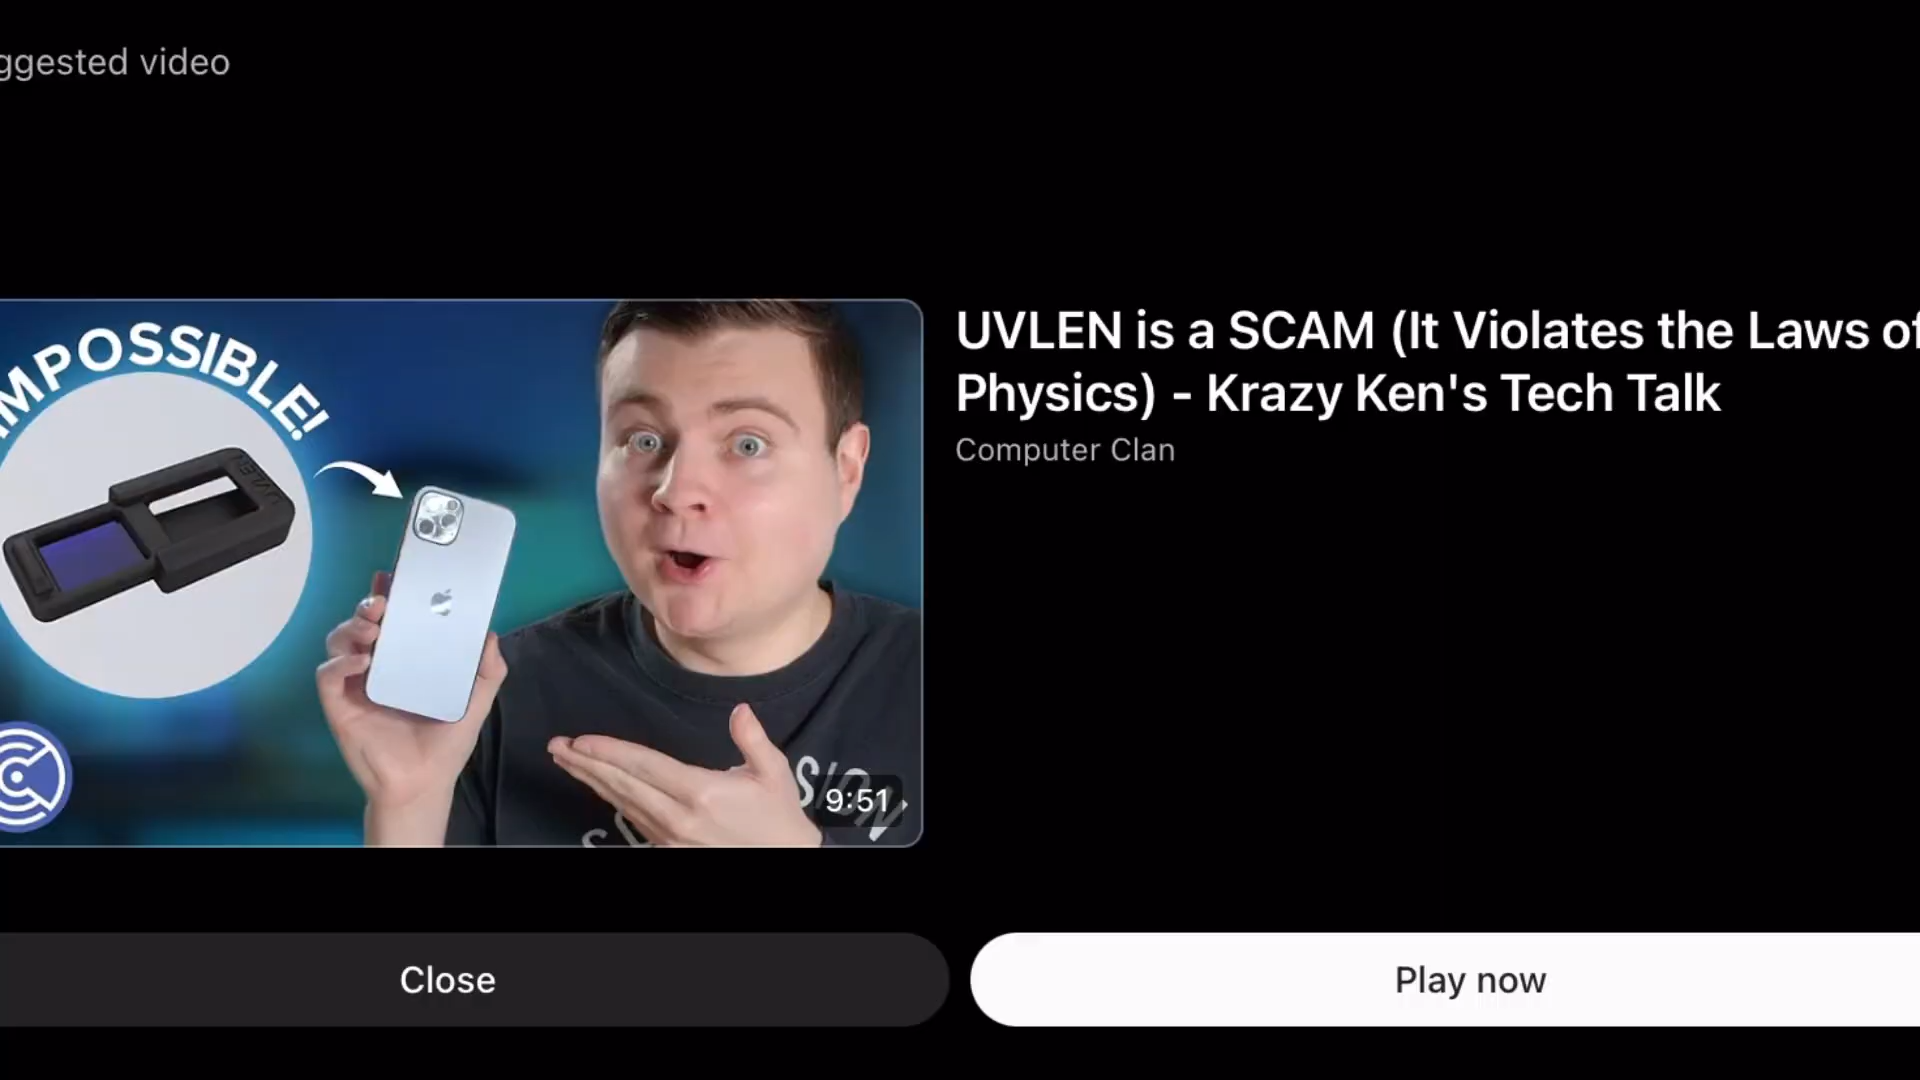 ggested video
IMPOSSIBLE!
UVLEN is a SCAM (It Violates the Laws of
Physics) - Krazy Ken's Tech Talk
Computer Clan
9:51
Close
Play now